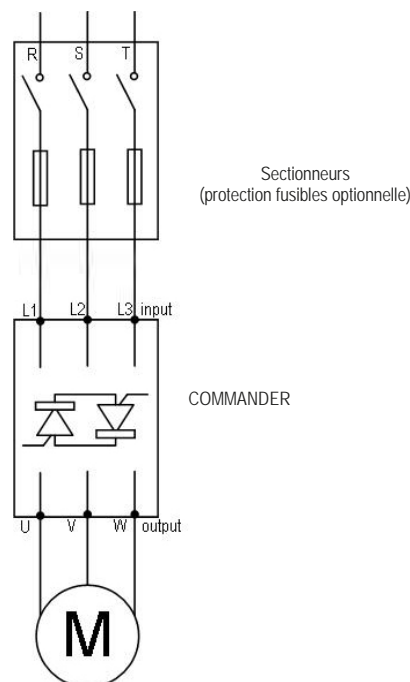 R S T
Sectionneurs
(protection fusibles optionnelle)
L1 L2 L3 input
COMMANDER
U V W output
M